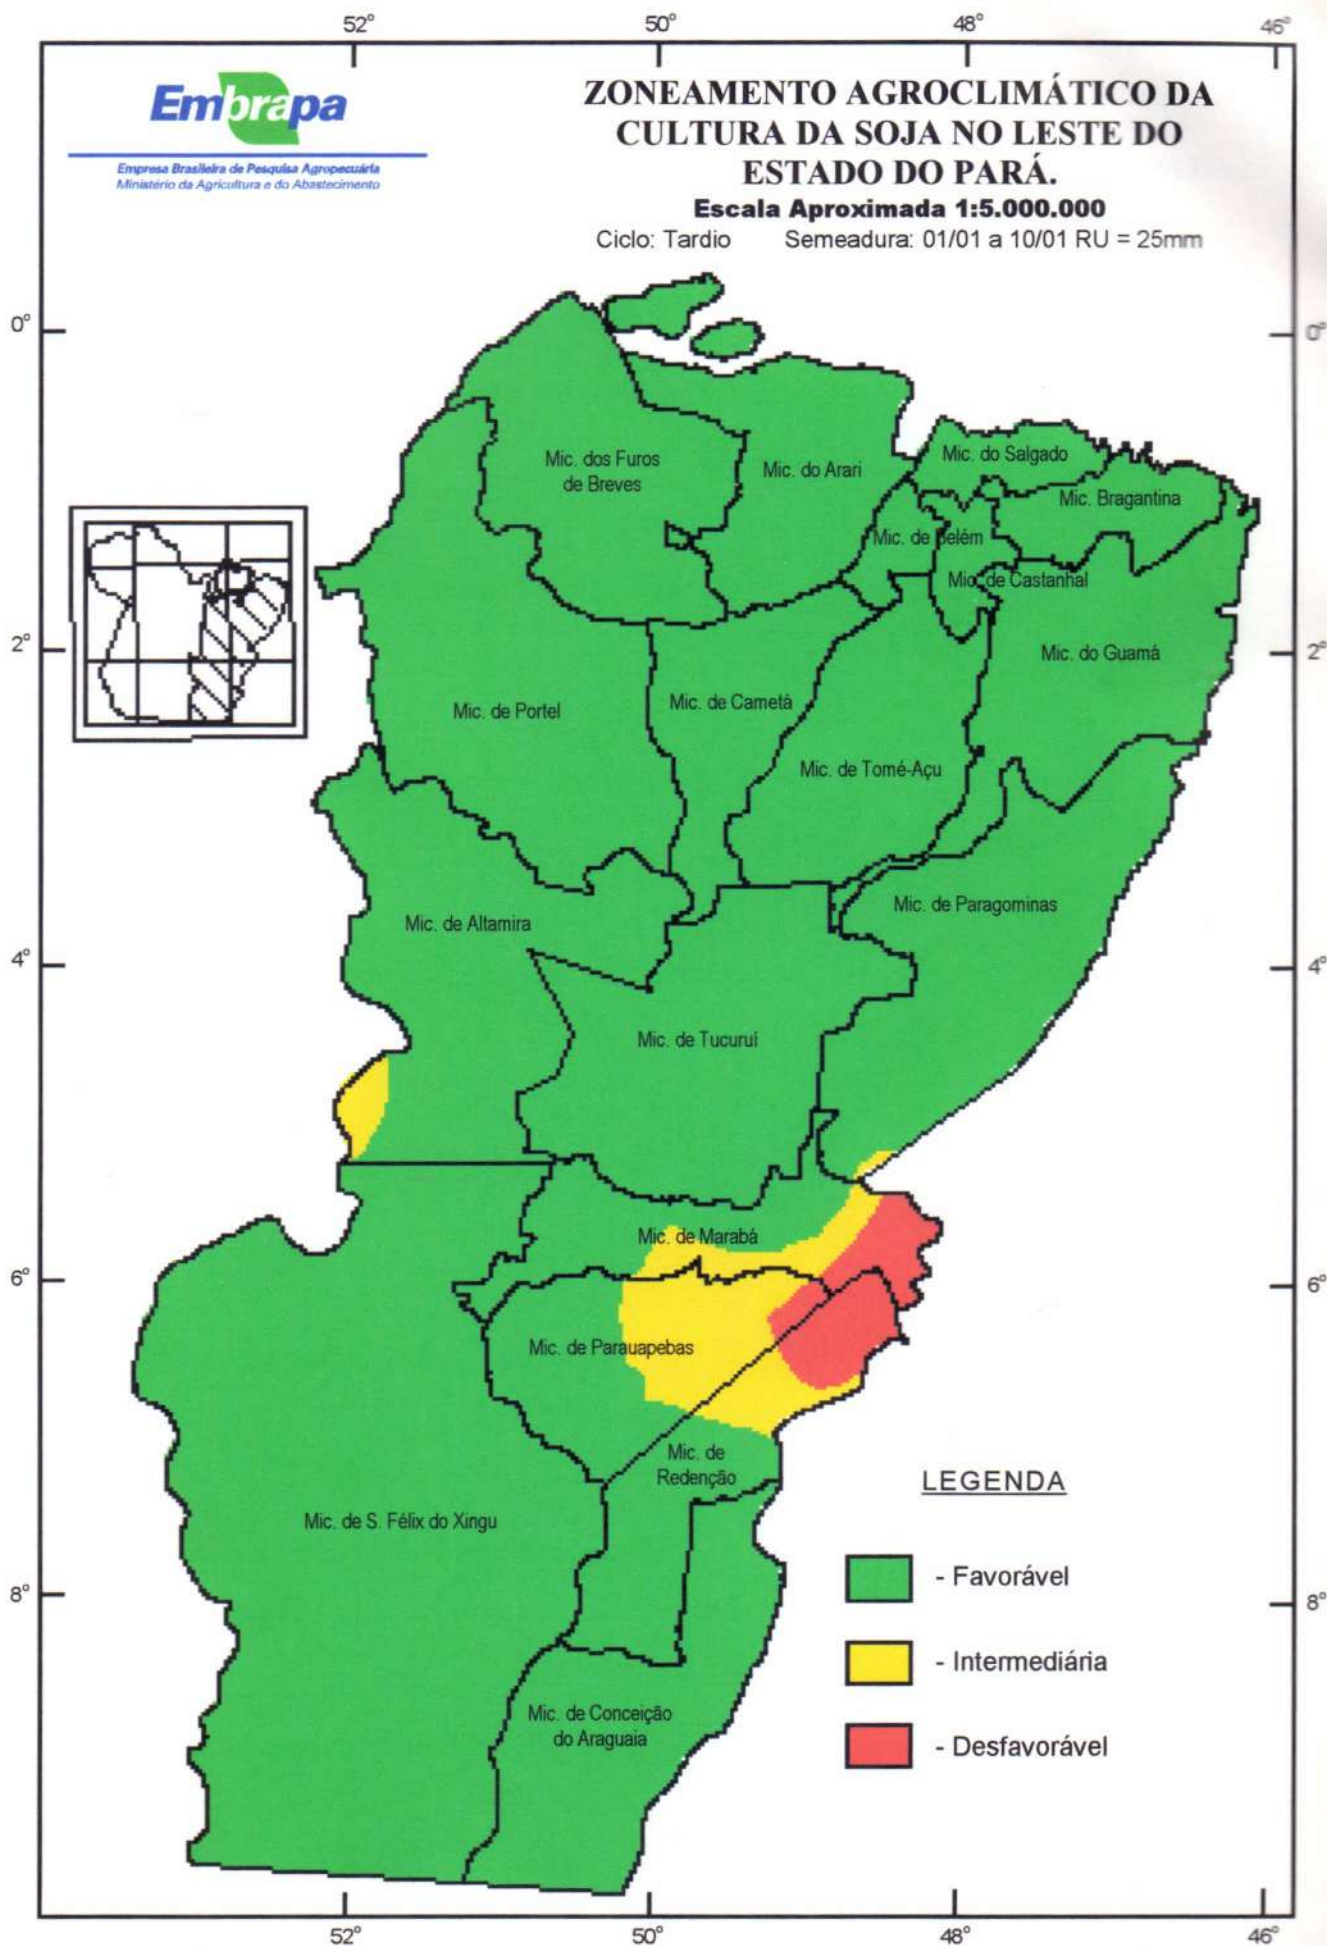 52°
50°
48°
46°
Embrapa
Empresa Brasileira de Pesquisa Agropecuária
Ministério da Agricultura e do Abastecimento
ZONEAMENTO AGROCLIMÁTICO DA
CULTURA DA SOJA NO LESTE DO
ESTADO DO PARÁ.
Escala Aproximada 1:5.000.000
Ciclo: Tardio Semeadura: 01/01 a 10/01 RU = 25mm
0°
0°
Mic. dos Furos
de Breves
Mic. do Arari
Mic. do Salgado
Mic. Bragantina
Mic. de Belém
Mic. de Castanhal
2°
Mic. do Guamá
2°
Mic. de Portel
Mic. de Cametá
Mic. de Tomé-Açu
Mic. de Altamira
Mic. de Paragominas
4°
4°
Mic. de Tucuruí
Mic. de Marabá
6°
6°
Mic. de Parauapebas
Mic. de
Redenção
LEGENDA
Mic. de S. Félix do Xingu
- Favorável
8°
8°
- Intermediária
Mic. de Conceição
do Araguaia
- Desfavorável
52°
50°
48°
46°